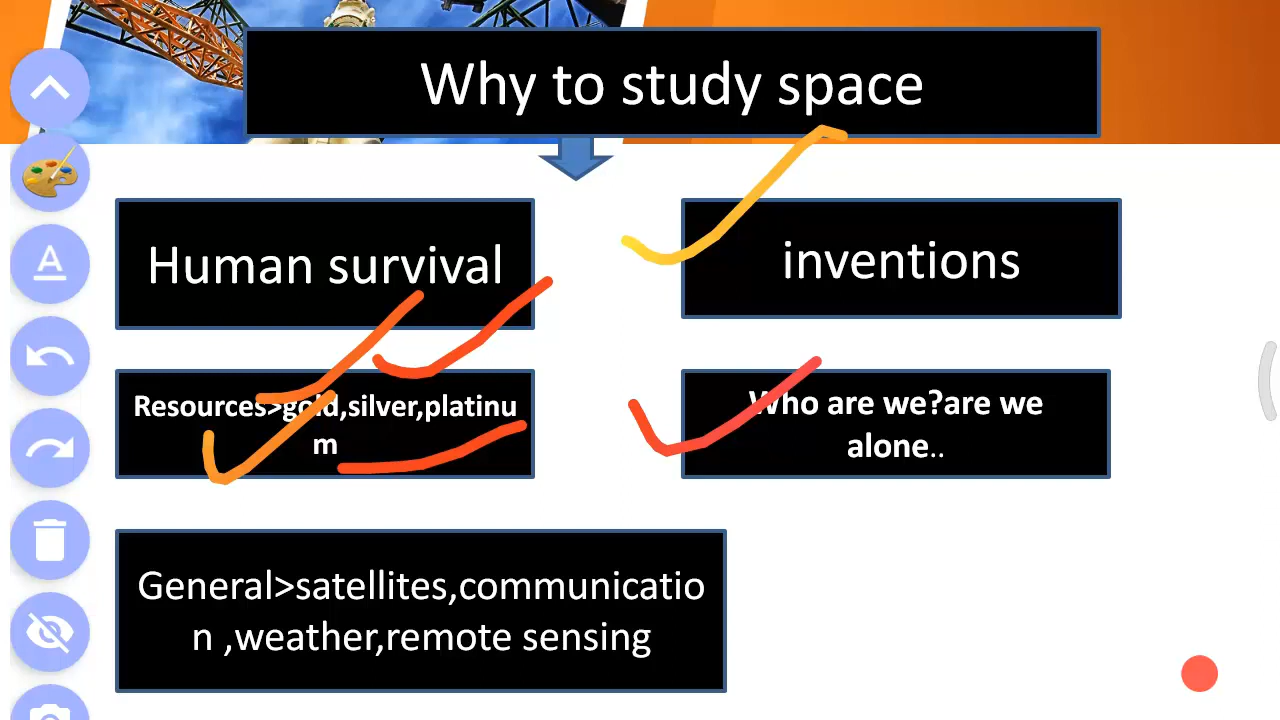 Why to study space
Human survival
inventions
Resources>gold,silver,platinu
m
Who are we?are we
alone..
General>satellites,communicatio
n ,weather,remote sensing